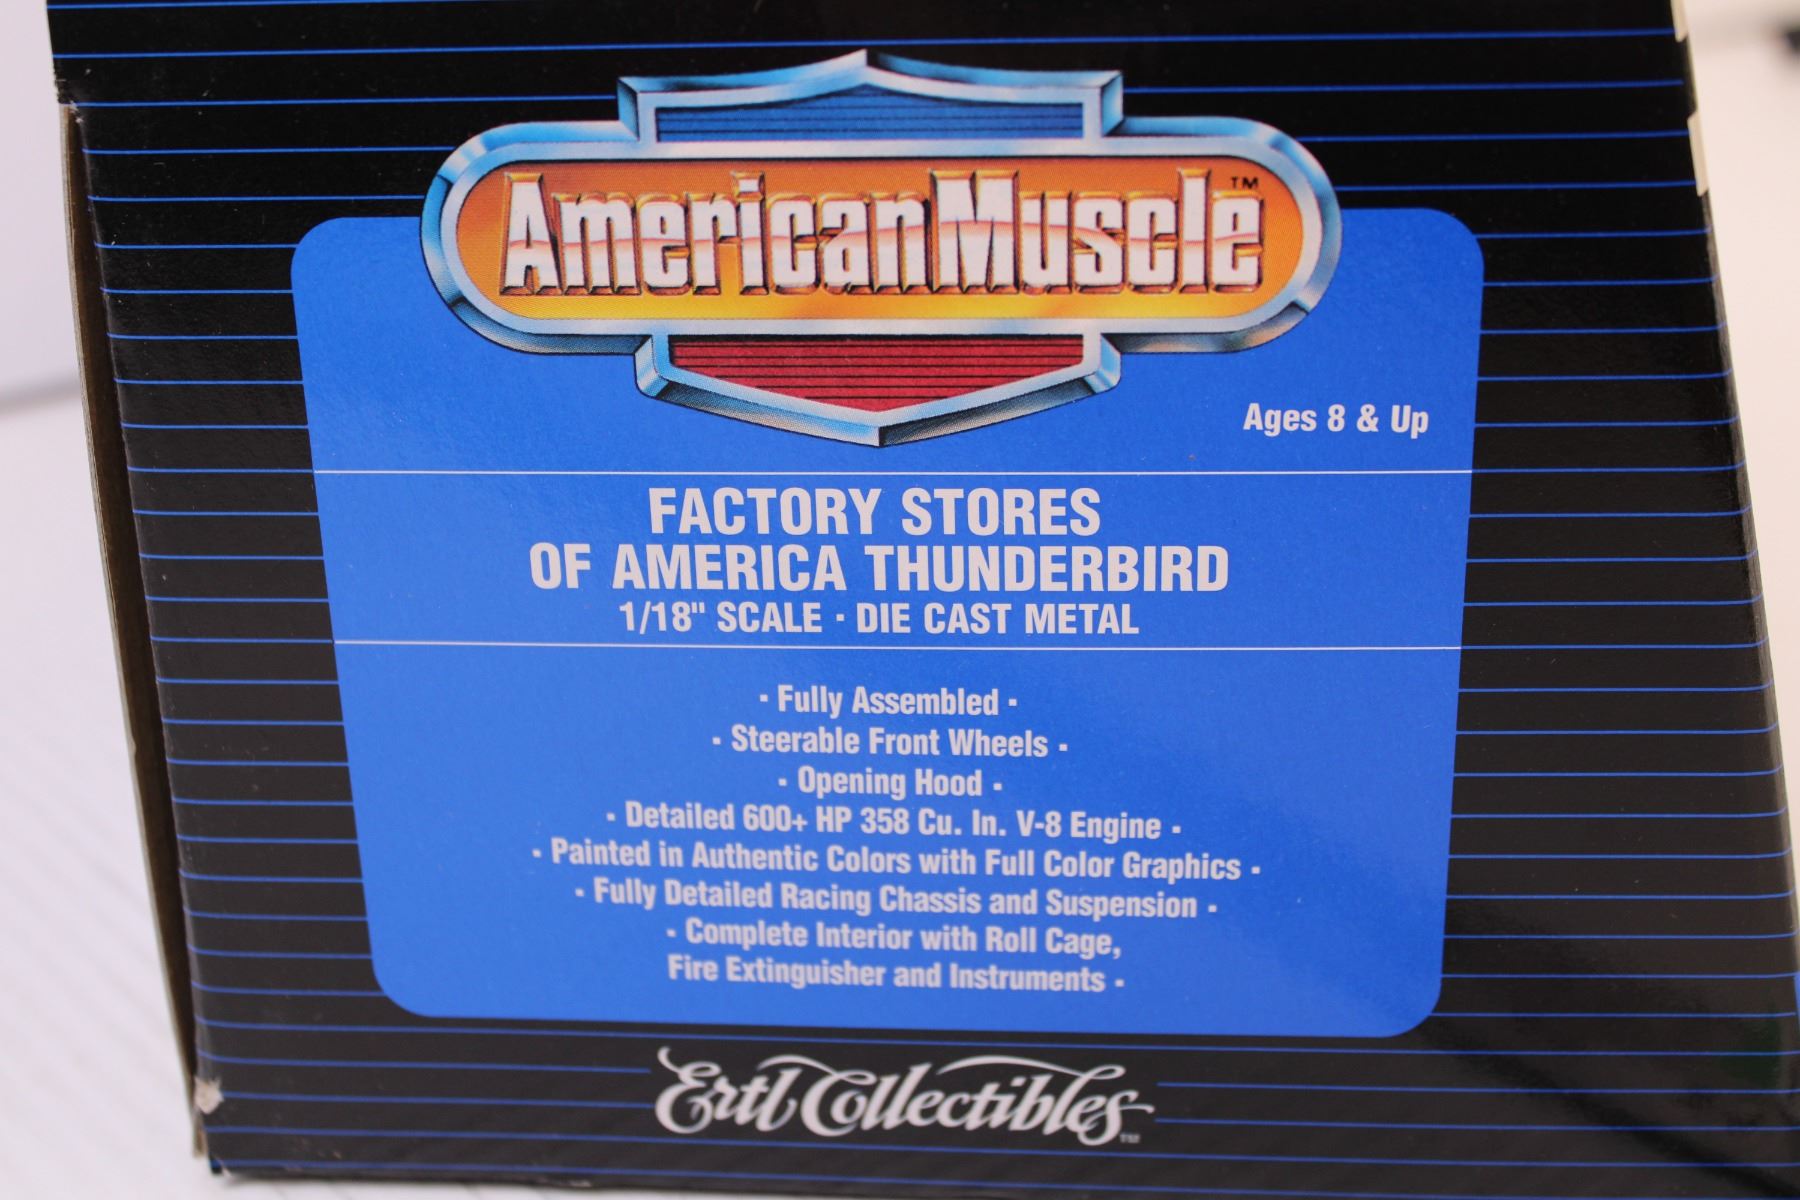 AmericanMuscle™
Ages 8 & Up
FACTORY STORES
OF AMERICA THUNDERBIRD
1/18" SCALE · DIE CAST METAL
· Fully Assembled ·
· Steerable Front Wheels ·
· Opening Hood ·
· Detailed 600+ HP 358 Cu. In. V-8 Engine ·
· Painted in Authentic Colors with Full Color Graphics ·
· Fully Detailed Racing Chassis and Suspension ·
· Complete Interior with Roll Cage,
Fire Extinguisher and Instruments ·
Ertl Collectibles™